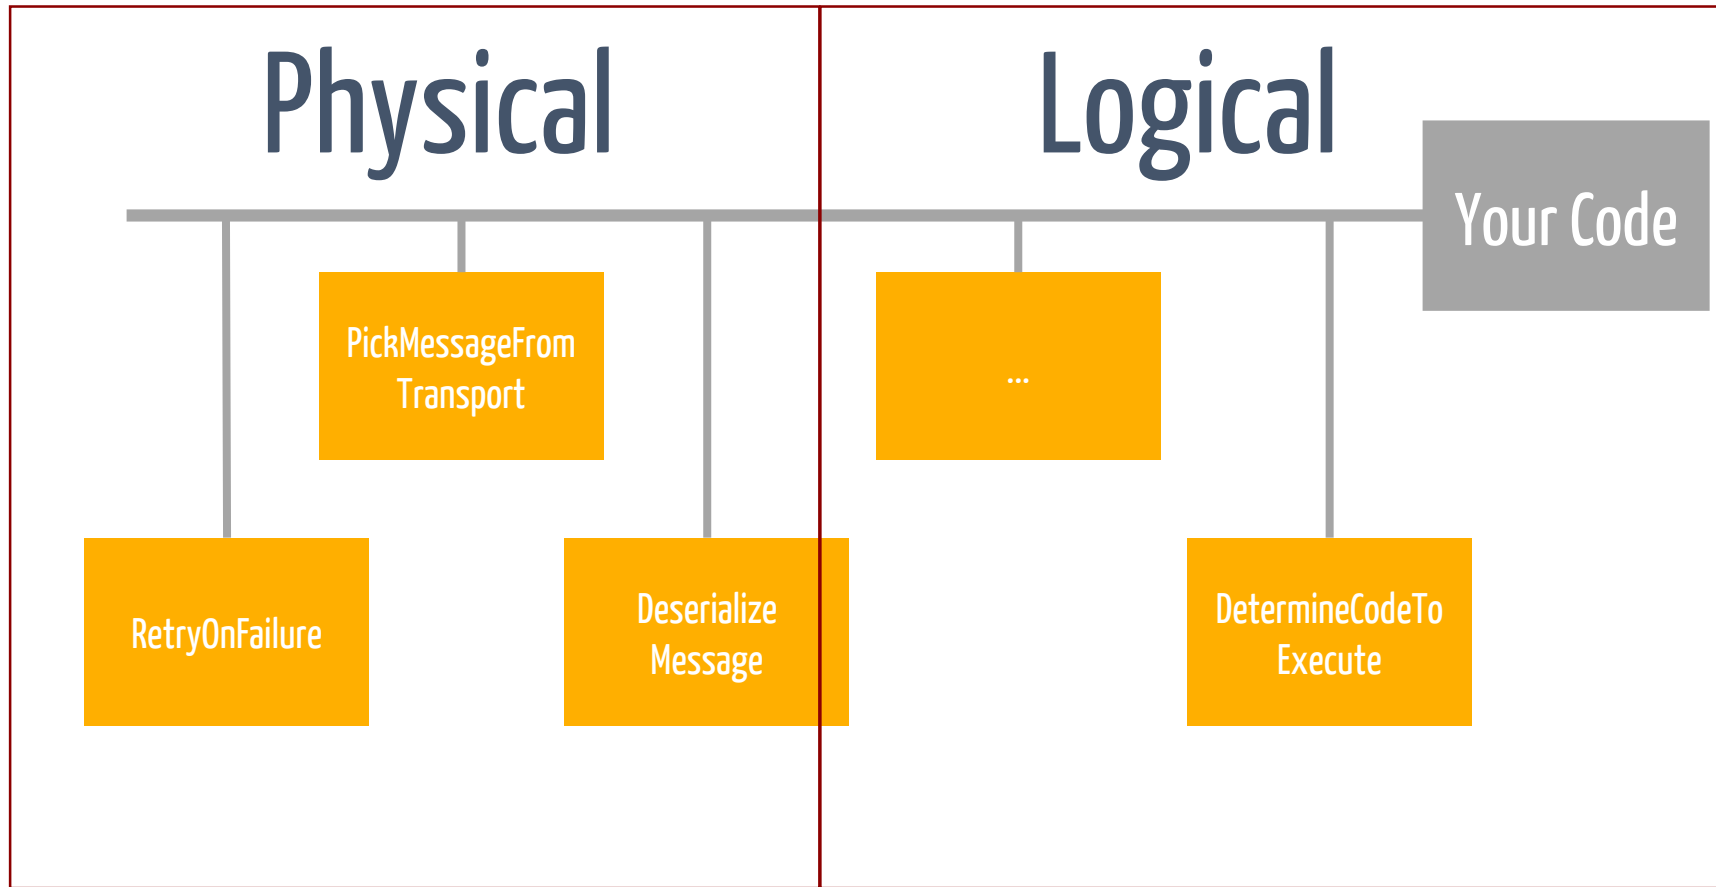 Physical
Logical
Your Code
PickMessageFrom
Transport
...
RetryOnFailure
Deserialize
Message
DetermineCodeTo
Execute